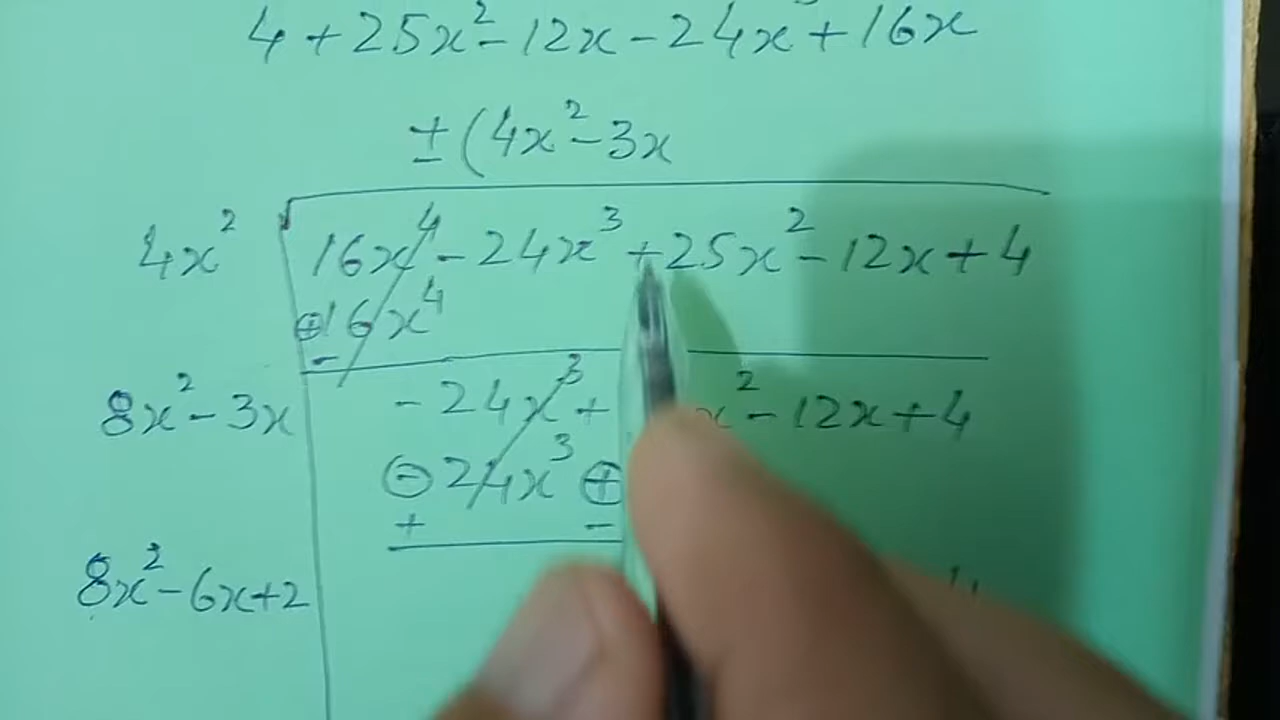 4 + 25x² - 12x - 24x³ + 16x
± (4x² - 3x
4x² 16x⁴ - 24x³ + 25x² - 12x + 4
⊕16x⁴
-
8x² - 3x - 24x³ + x² - 12x + 4
⊖ 24x³ ⊕
+ -
8x² - 6x + 2